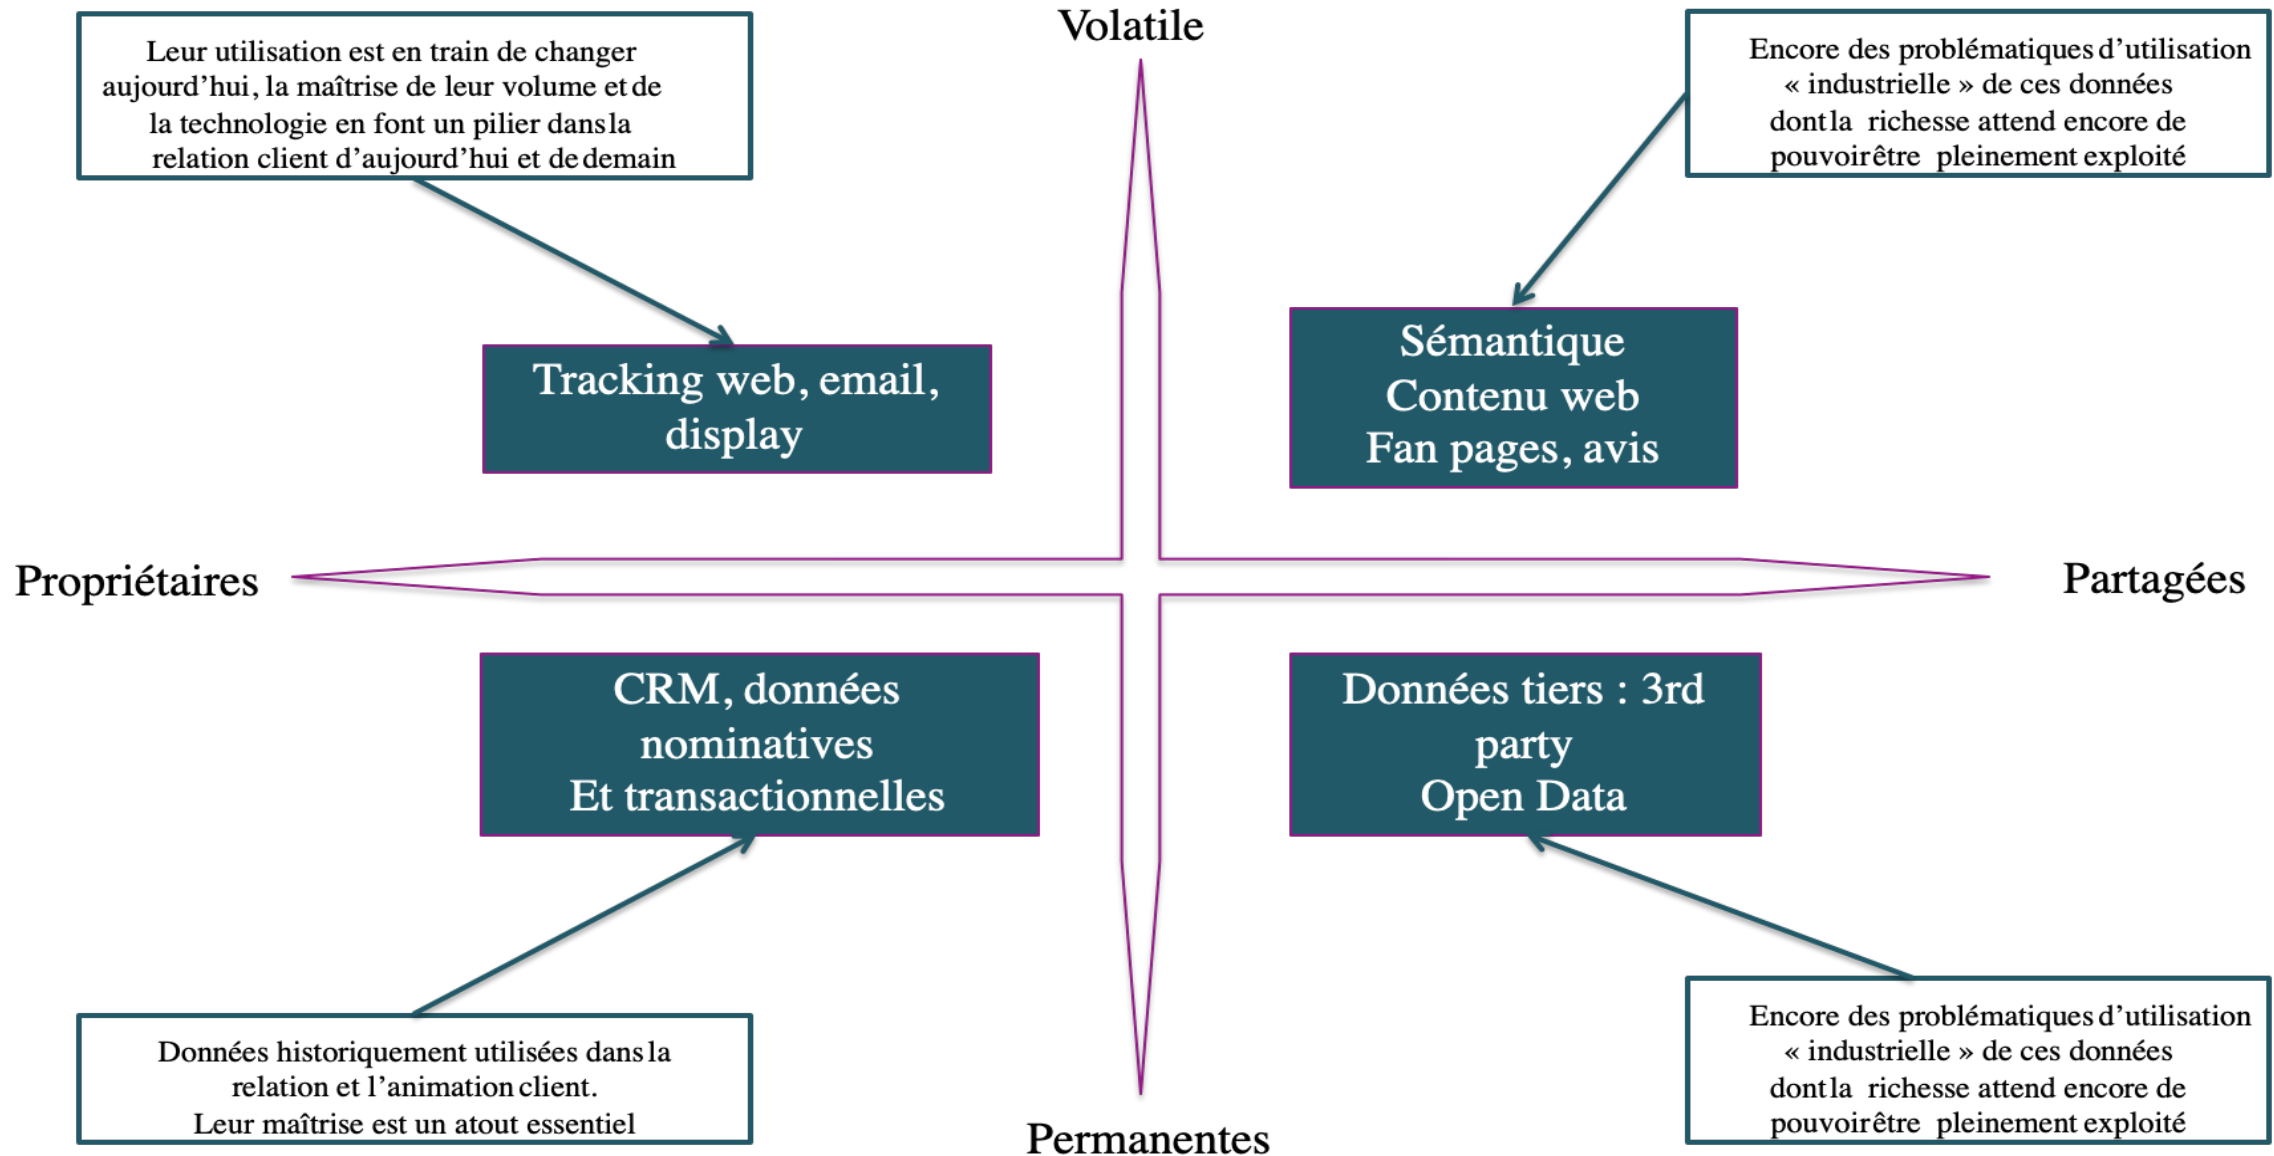 Volatile
Leur utilisation est en train de changer
aujourd’hui, la maîtrise de leur volume et de
la technologie en font un pilier dans la
relation client d’aujourd’hui et de demain
Encore des problématiques d’utilisation
« industrielle » de ces données
dont la richesse attend encore de
pouvoir être pleinement exploité
Tracking web, email,
display
Sémantique
Contenu web
Fan pages, avis
Propriétaires
Partagées
CRM, données
nominatives
Et transactionnelles
Données tiers : 3rd
party
Open Data
Données historiquement utilisées dans la
relation et l’animation client.
Leur maîtrise est un atout essentiel
Encore des problématiques d’utilisation
« industrielle » de ces données
dont la richesse attend encore de
pouvoir être pleinement exploité
Permanentes